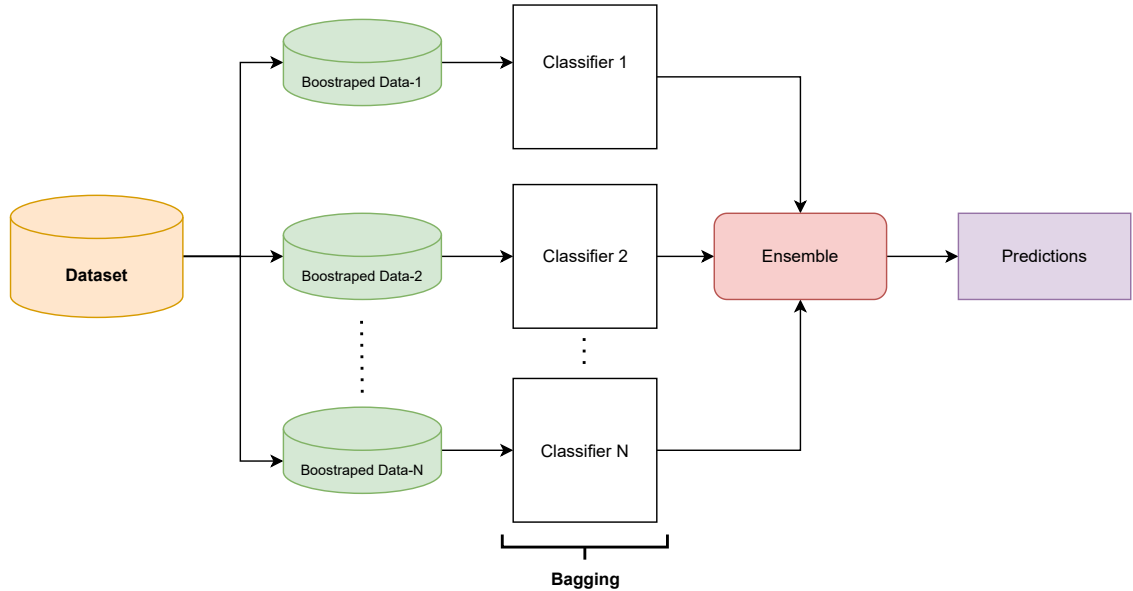 Boostraped Data-1
Classifier 1
Dataset
Boostraped Data-2
Classifier 2
Ensemble
Predictions
Boostraped Data-N
Classifier N
Bagging